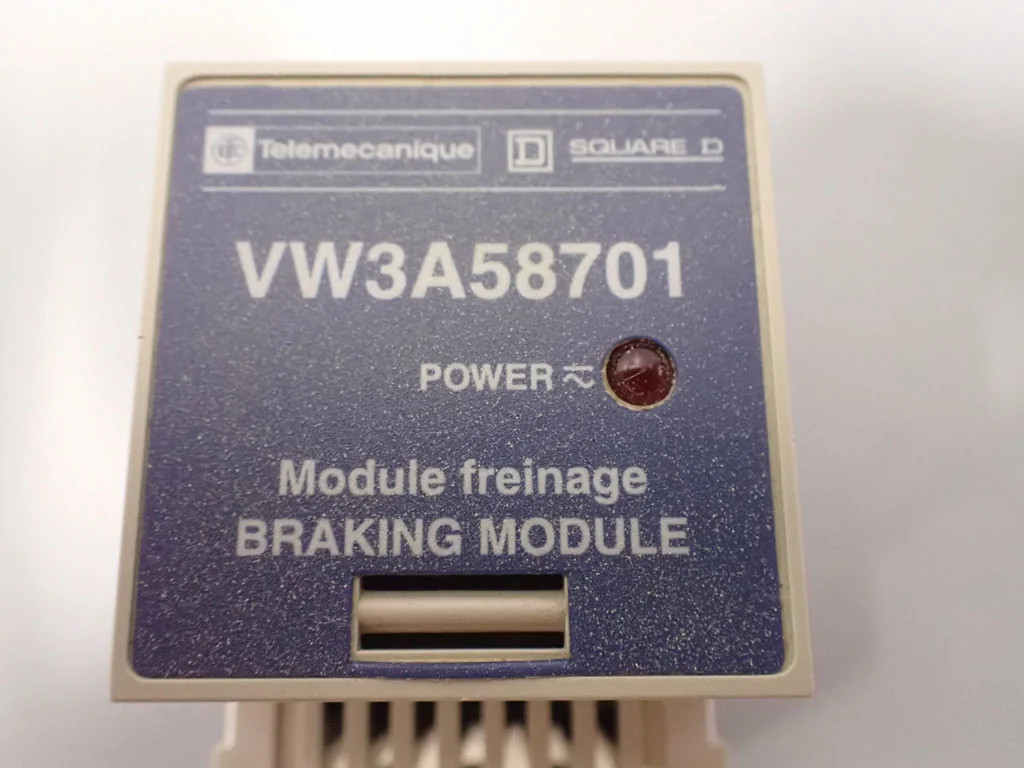 Telemecanique D SQUARE D
VW3A58701
POWER
Module freinage
BRAKING MODULE